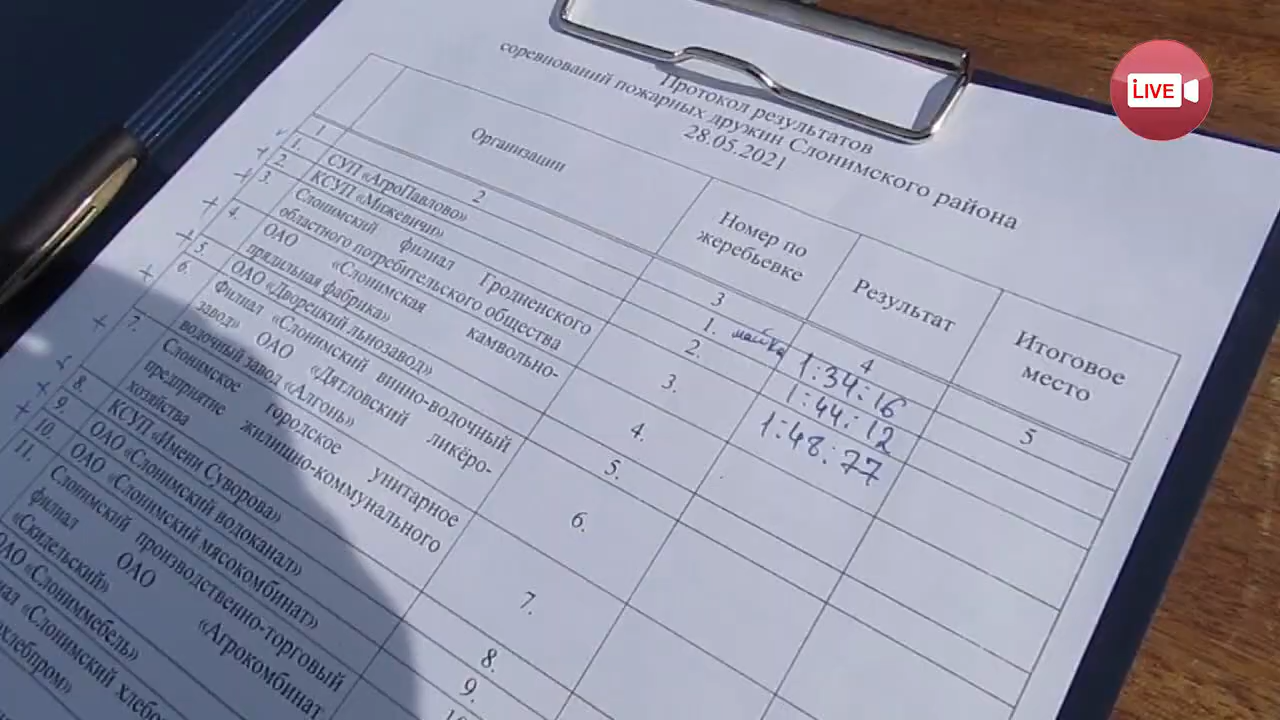 LIVE
Протокол результатов
соревнований пожарных дружин Слонимского района
28.05.2021
Организации
Номер по
жеребьевке
Результат
Итоговое
место
1
2
3
4
5
1.
СУП «АгроПавлово»
1.
майка
1:34:16
2.
КСУП «Мижевичи»
2.
1:44:12
3.
Слонимский филиал Гродненского
областного потребительского общества
3.
1:48:77
4.
ОАО «Слонимская камвольно-
прядильная фабрика»
4.
5.
ОАО «Дворецкий льнозавод»
5.
6.
Филиал «Слонимский винно-водочный
завод» ОАО «Дятловский ликёро-
водочный завод «Алгонь»
6.
7.
Слонимское городское унитарное
предприятие жилищно-коммунального
хозяйства
7.
8.
КСУП «Имени Суворова»
8.
9.
ОАО «Слонимский водоканал»
9.
10.
ОАО «Слонимский мясокомбинат»
11.
Слонимский производственно-торговый
филиал ОАО «Агрокомбинат
«Скидельский»
ОАО «Слониммебель»
«Слонимский